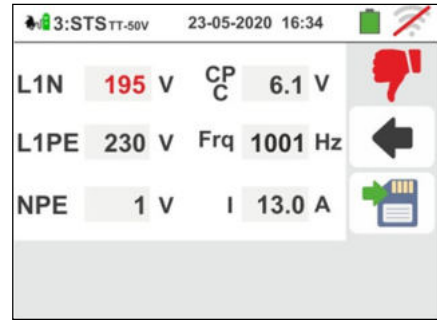 3:STS TT-50V 23-05-2020 16:34
L1N 195 V CP C 6.1 V
L1PE 230 V Frq 1001 Hz
NPE 1 V I 13.0 A